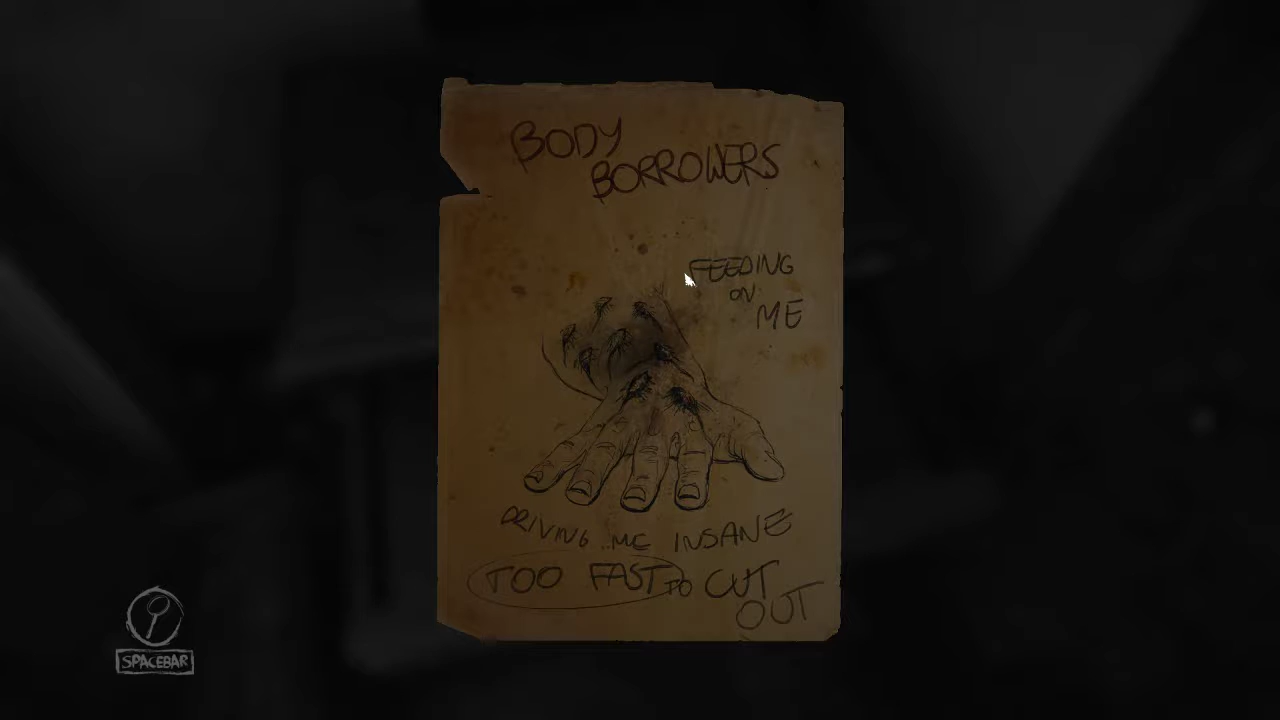 BODY
BORROWERS
FEEDING
ON
ME
DRIVING ME INSANE
TOO FAST TO CUT
OUT
SPACEBAR